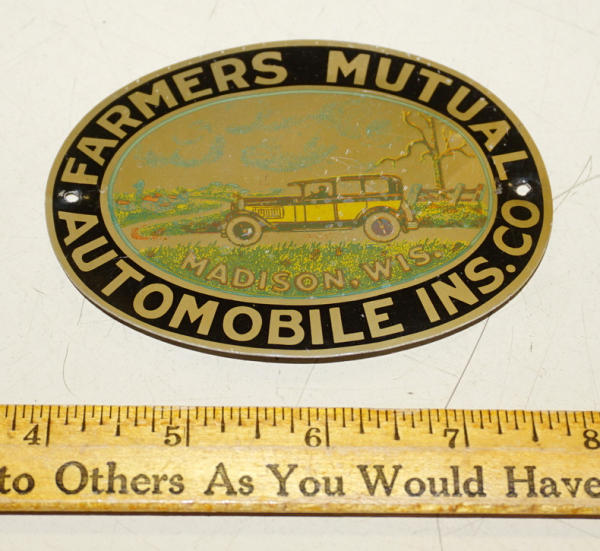 FARMERS MUTUAL
AUTOMOBILE INS. CO
MADISON, WIS.
4 5 6 7 8
to Others As You Would Have